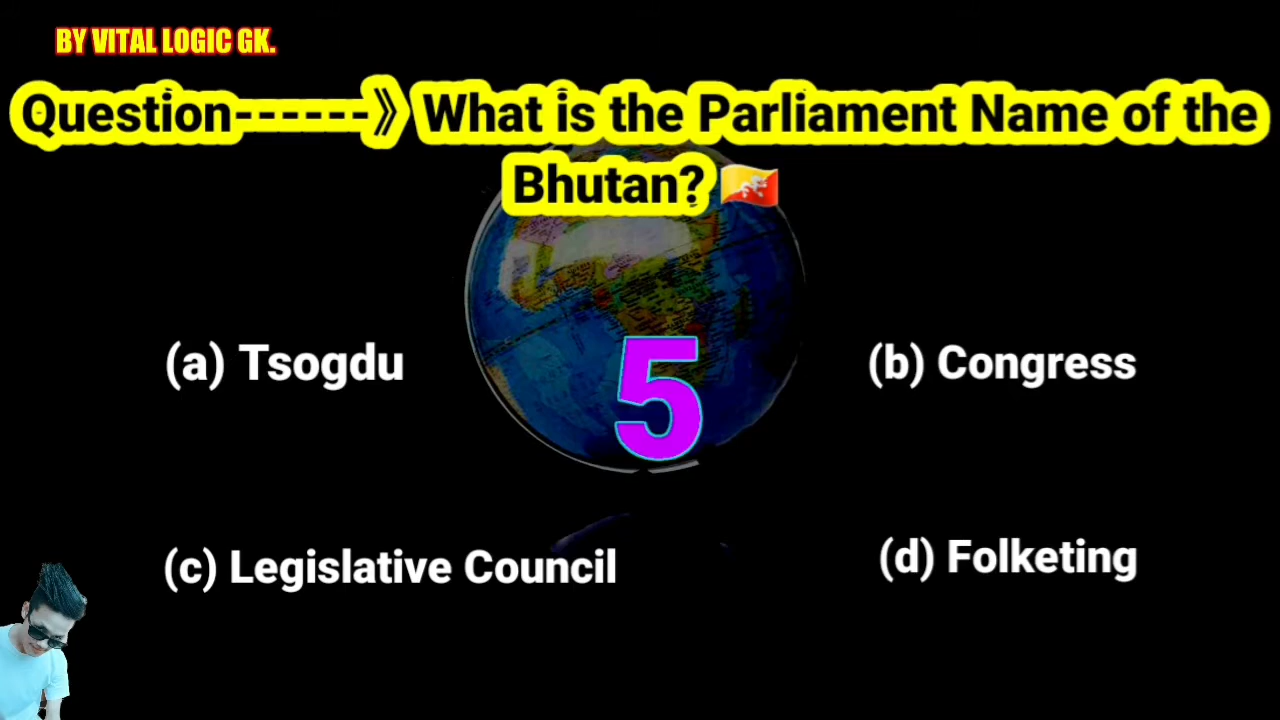 BY VITAL LOGIC GK.
Question------》What is the Parliament Name of the
Bhutan?
5
(a) Tsogdu
(b) Congress
(c) Legislative Council
(d) Folketing